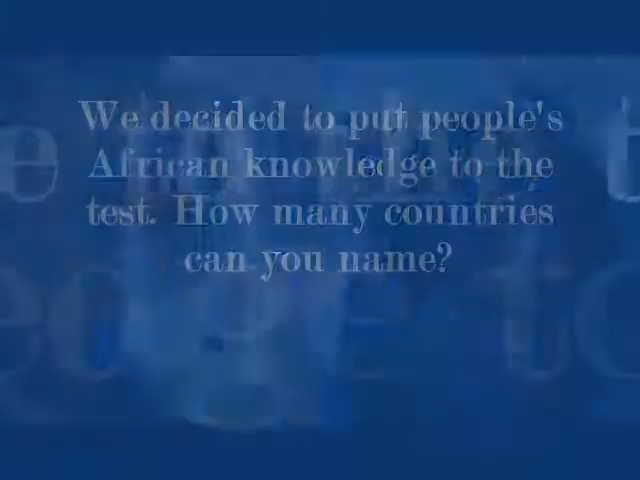 We decided to put people's
African knowledge to the
test. How many countries
can you name?